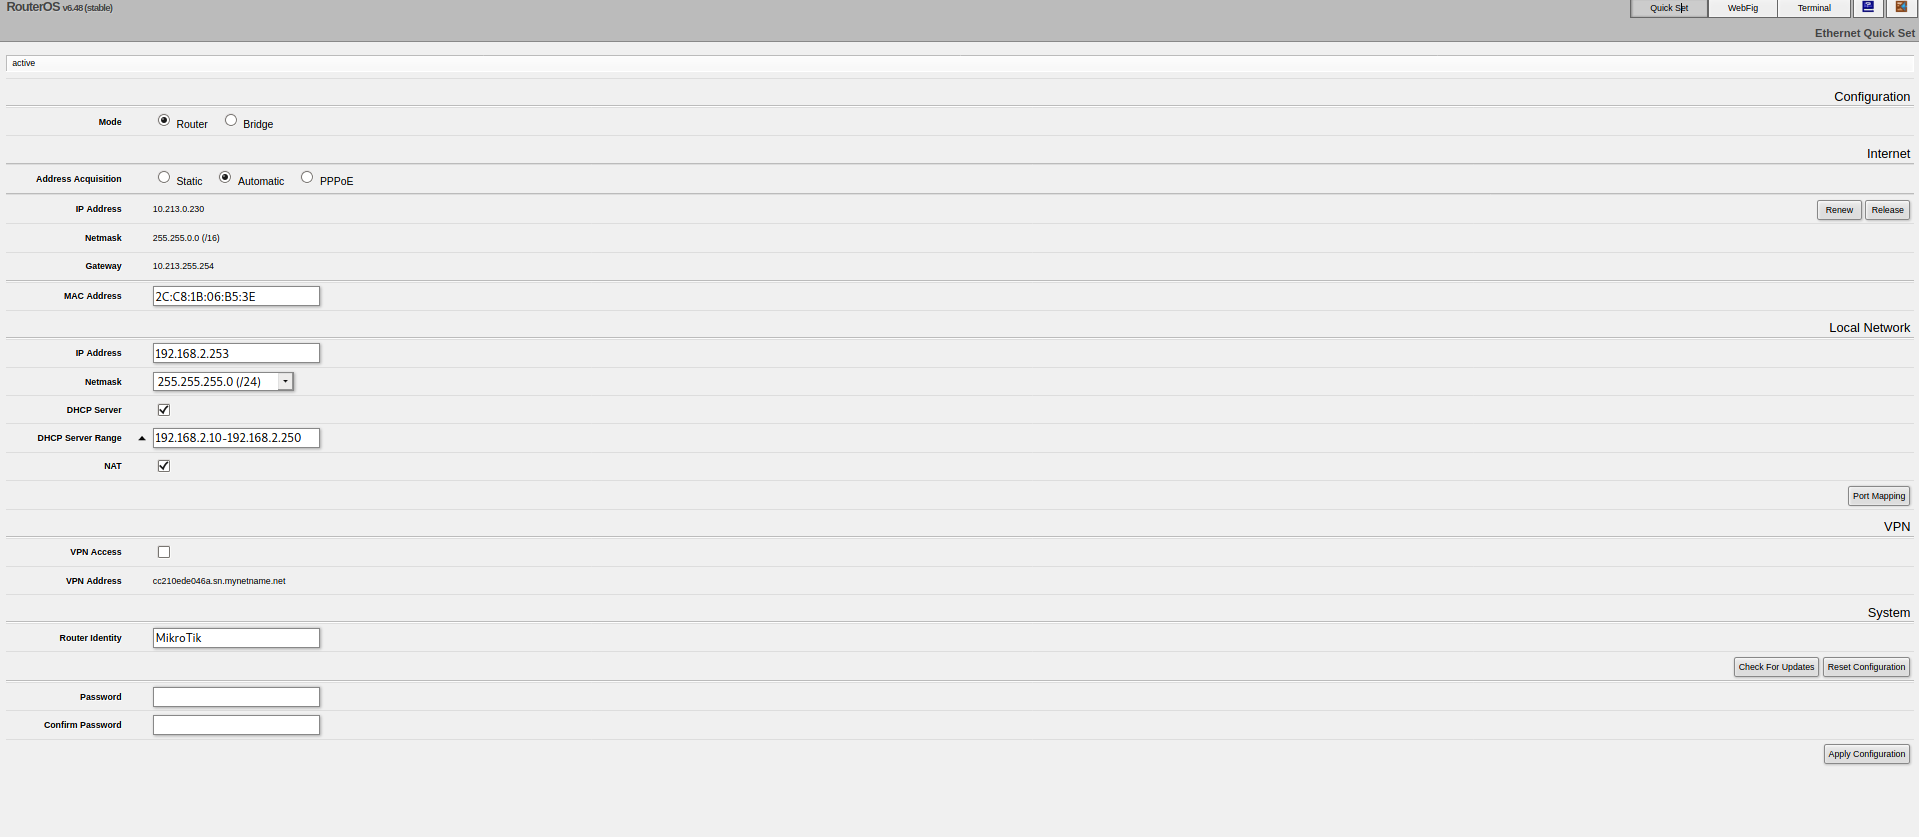 RouterOS v6.48 (stable)
Quick Set WebFig Terminal
Ethernet Quick Set
active
Configuration
Mode Router Bridge
Internet
Address Acquisition Static Automatic PPPoE
IP Address 10.213.0.230 Renew Release
Netmask 255.255.0.0 (/16)
Gateway 10.213.255.254
MAC Address 2C:C8:1B:06:B5:3E
Local Network
IP Address 192.168.2.253
Netmask 255.255.255.0 (/24)
DHCP Server
DHCP Server Range 192.168.2.10-192.168.2.250
NAT
Port Mapping
VPN
VPN Access
VPN Address cc210ede046a.sn.mynetname.net
System
Router Identity MikroTik
Check For Updates Reset Configuration
Password
Confirm Password
Apply Configuration